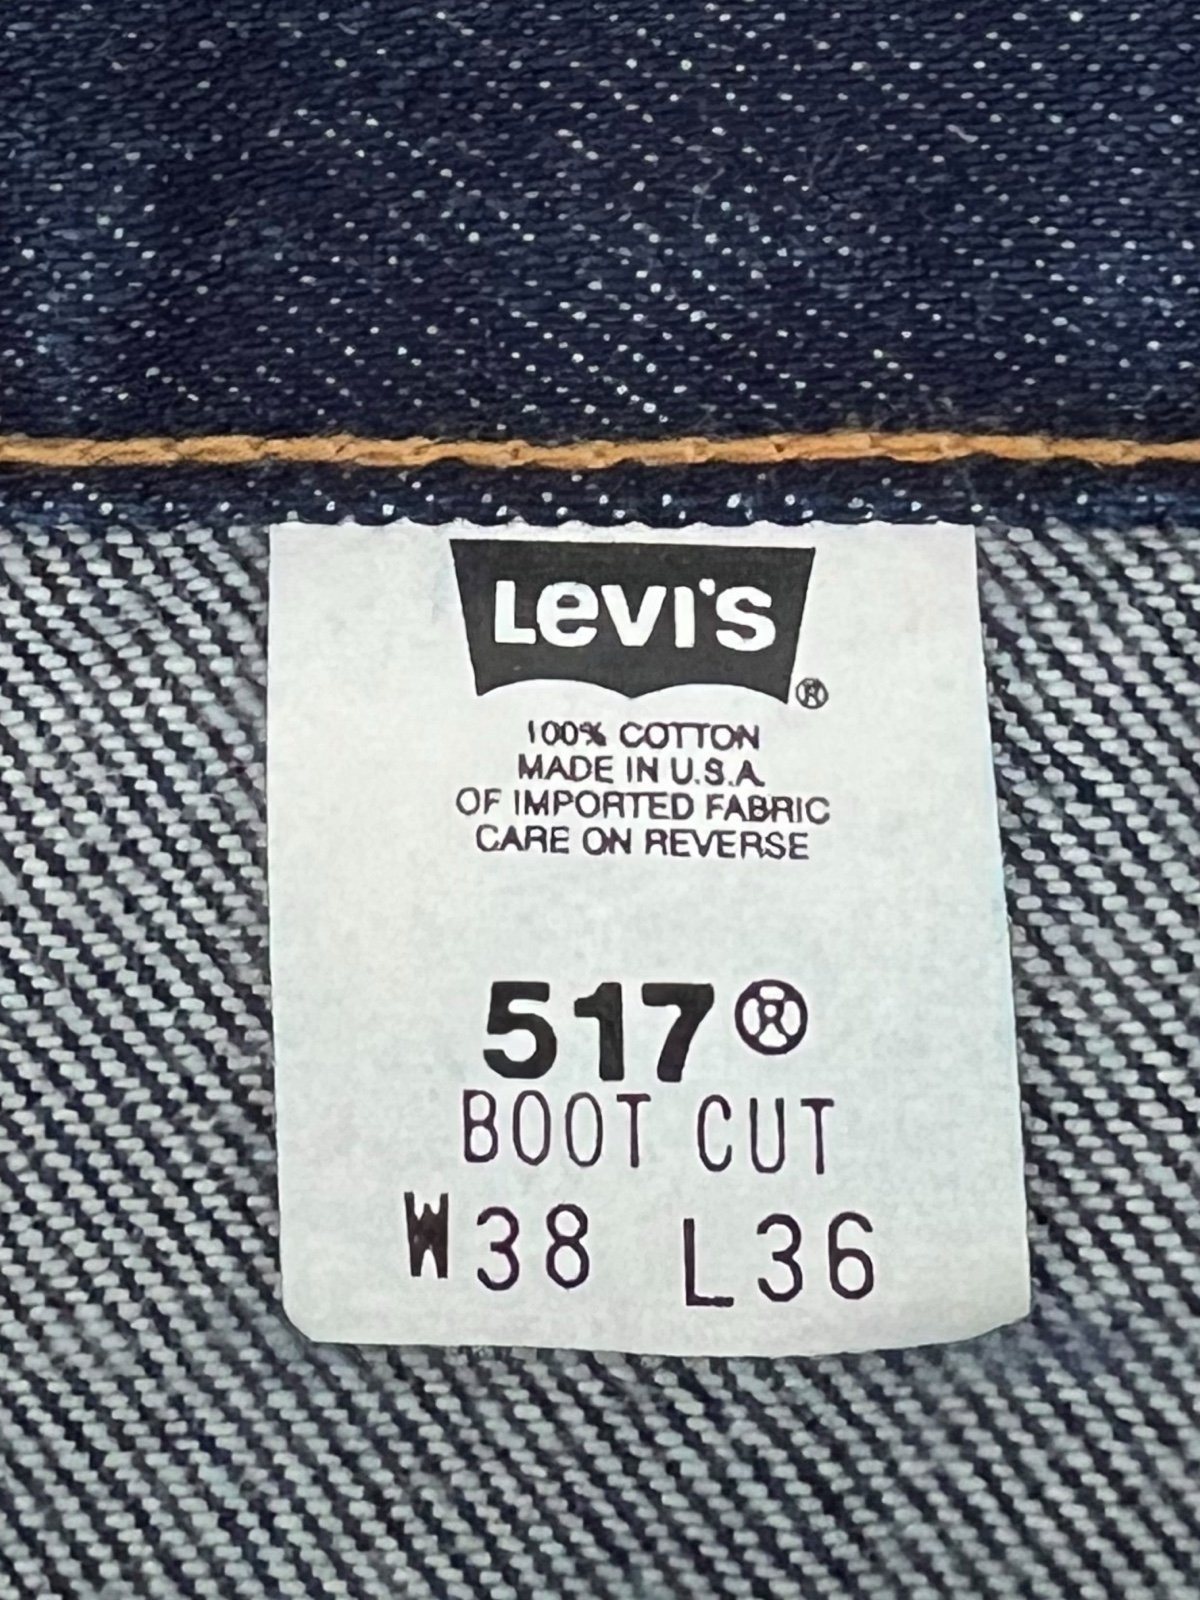 Levi's®
100% COTTON
MADE IN U.S.A.
OF IMPORTED FABRIC
CARE ON REVERSE
517®
BOOT CUT
W38 L36